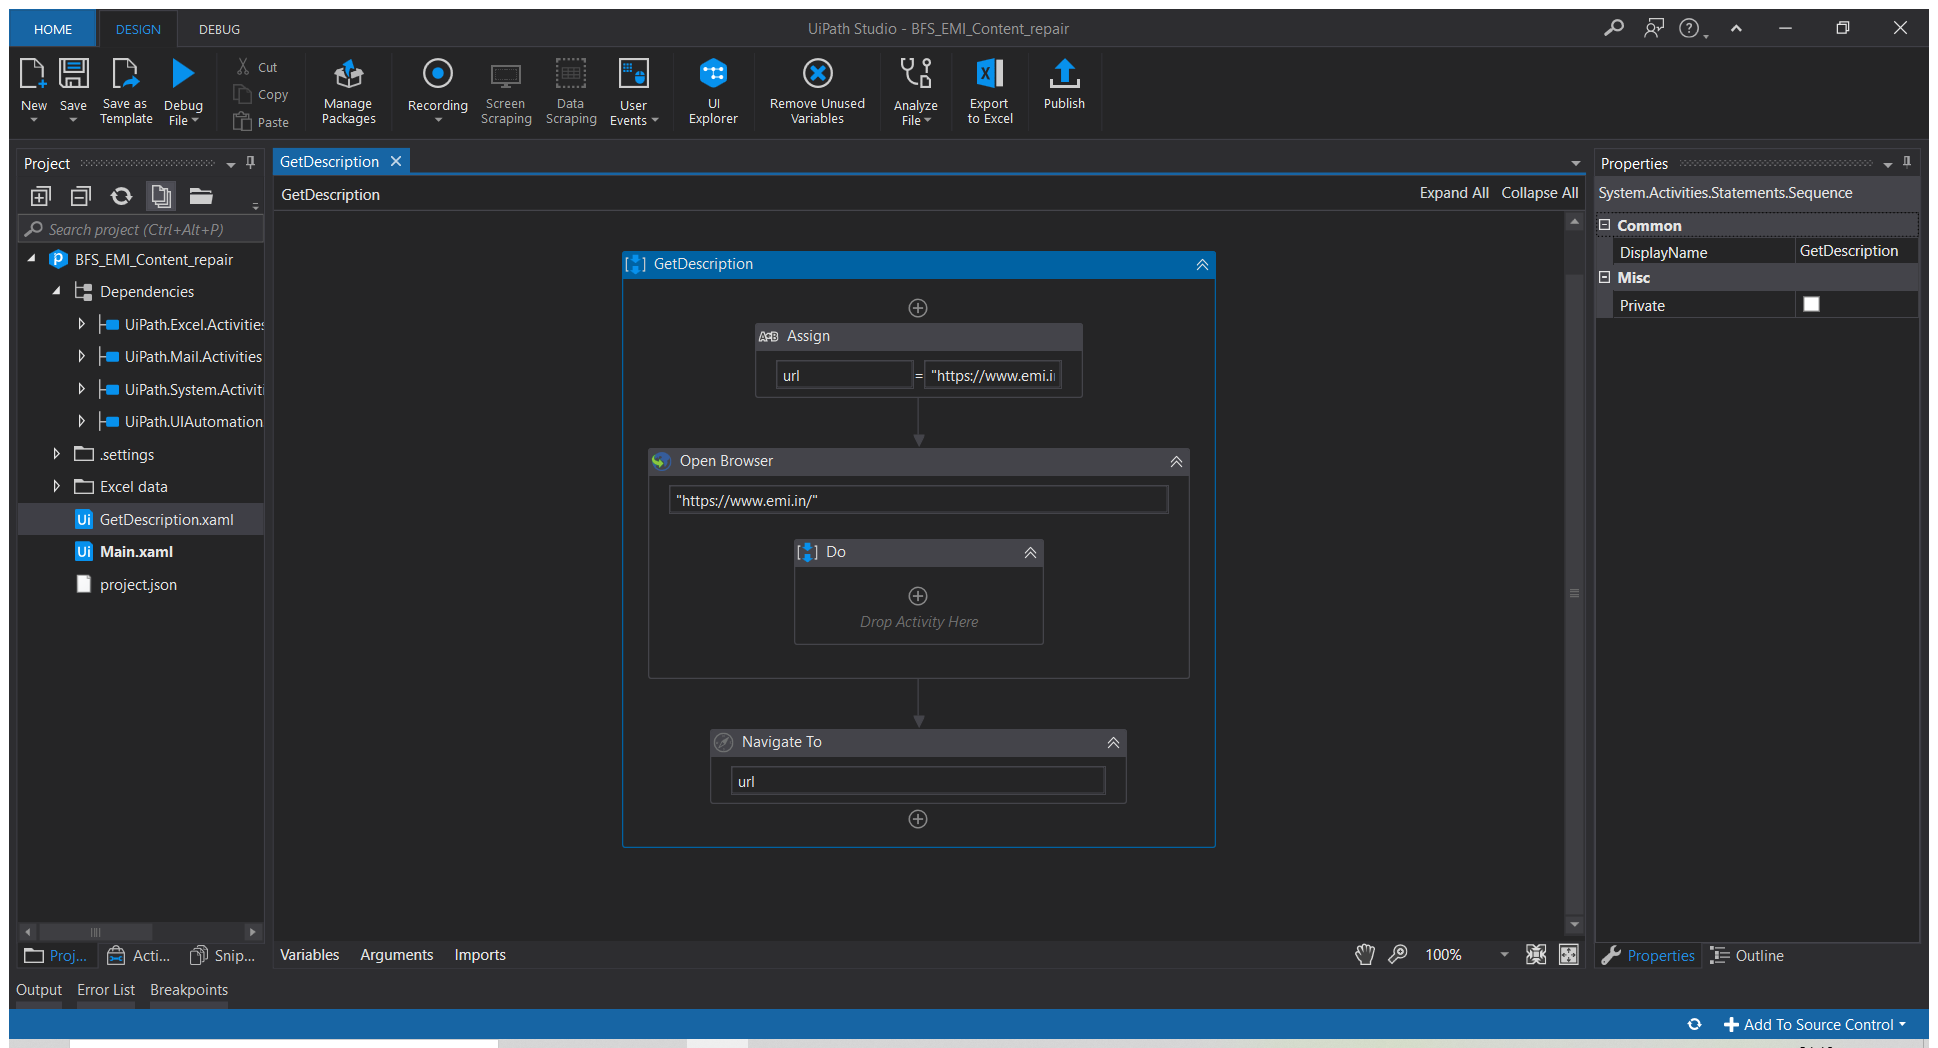 HOME DESIGN DEBUG UiPath Studio - BFS_EMI_Content_repair
New Save Save as Template Debug File
Cut
Copy
Paste
Manage Packages
Recording Screen Scraping Data Scraping User Events
UI Explorer
Remove Unused Variables
Analyze File
Export to Excel
Publish
Project
Search project (Ctrl+Alt+P)
BFS_EMI_Content_repair
Dependencies
UiPath.Excel.Activities
UiPath.Mail.Activities
UiPath.System.Activiti
UiPath.UIAutomation
.settings
Excel data
Ui GetDescription.xaml
Ui Main.xaml
project.json
Proj... Acti... Snip...
GetDescription
GetDescription Expand All Collapse All
GetDescription
Assign
url = "https://www.emi.i
Open Browser
"https://www.emi.in/"
Do
Drop Activity Here
Navigate To
url
Variables Arguments Imports 100%
Properties
System.Activities.Statements.Sequence
Common
DisplayName GetDescription
Misc
Private
Properties Outline
Output Error List Breakpoints
Add To Source Control